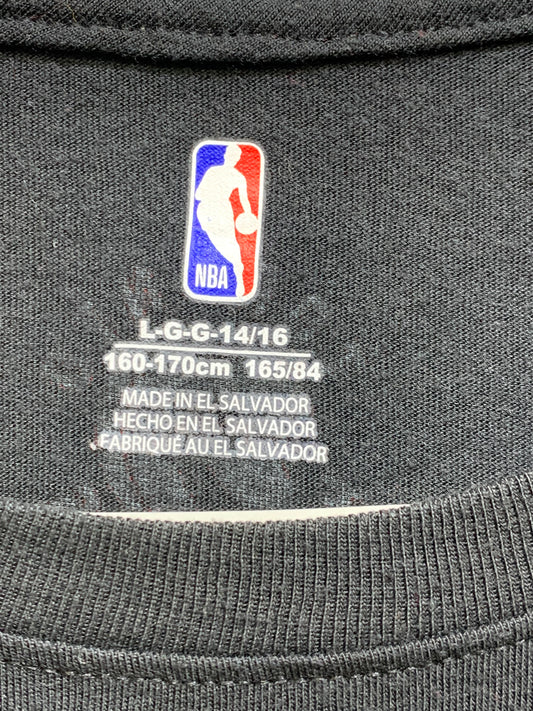 NBA
L-G-G-14/16
160-170cm 165/84
MADE IN EL SALVADOR
HECHO EN EL SALVADOR
FABRIQUÉ AU EL SALVADOR